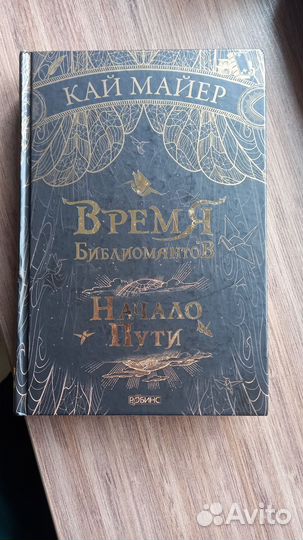 КАЙ МАЙЕР
ВРЕМЯ
БИБЛИОМАНТОВ
НАЧАЛО
ПУТИ
РОБИНС
Avito